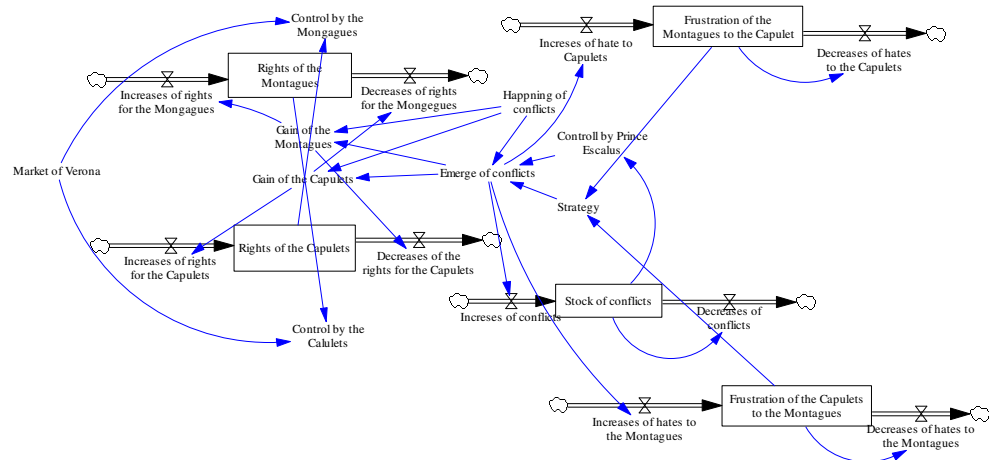 Control by the
Mongagues
Frustration of the
Montagues to the Capulet
Increses of hate to
Capulets
Decreases of hates
to the Capulets
Rights of the
Montagues
Increases of rights
for the Mongagues
Decreases of rights
for the Mongegues
Happning of
conflicts
Gain of the
Montagues
Controll by Prince
Escalus
Market of Verona
Gain of the Capulets
Emerge of conflicts
Strategy
Rights of the Capulets
Increases of rights
for the Capulets
Decreases of the
rights for the Capulets
Stock of conflicts
Increses of conflicts
Decreases of
conflicts
Control by the
Calulets
Frustration of the Capulets
to the Montagues
Increases of hates to
the Montagues
Decreases of hates to
the Montagues